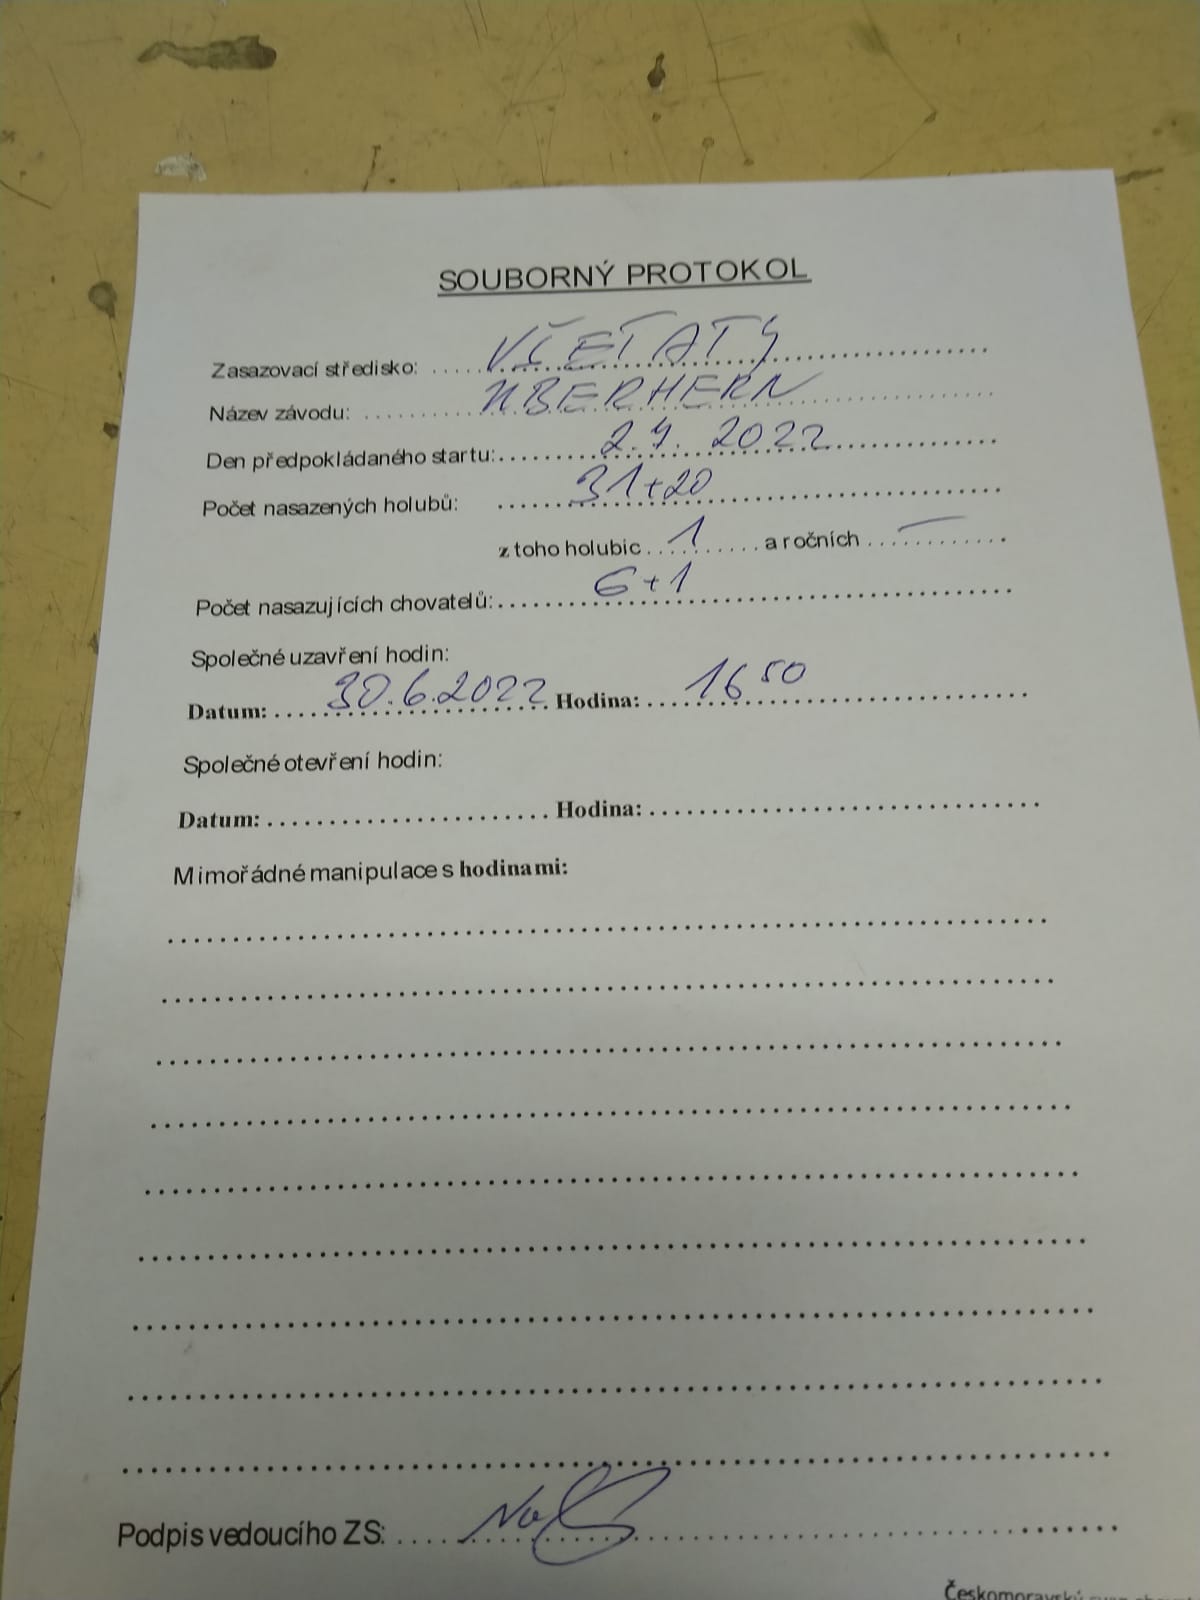 SOUBORNÝ PROTOKOL
Zasazovací středisko: VŠETATY
Název závodu: ÜBERHERN
Den předpokládaného startu: 2.7. 2022
Počet nasazených holubů: 31+20
z toho holubic 1 a ročních —
Počet nasazujících chovatelů: 6+1
Společné uzavření hodin:
Datum: 30.6.2022 Hodina: 16 50
Společné otevření hodin:
Datum: Hodina:
Mimořádné manipulace s hodinami:
Podpis vedoucího ZS:
Českomoravský svaz